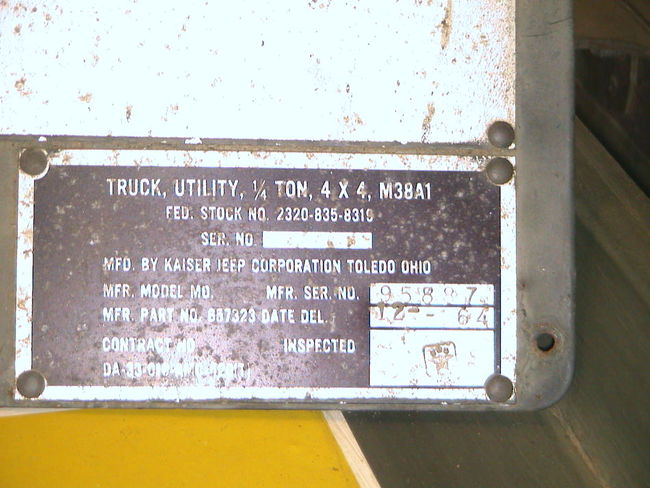 TRUCK, UTILITY, ¼ TON, 4 X 4, M38A1
FED. STOCK NO. 2320-835-8319
SER. NO.
MFD. BY KAISER JEEP CORPORATION TOLEDO OHIO
MFR. MODEL NO. MFR. SER. NO. 95887
MFR. PART NO. 887323 DATE DEL. 12-- 64
CONTRACT NO INSPECTED